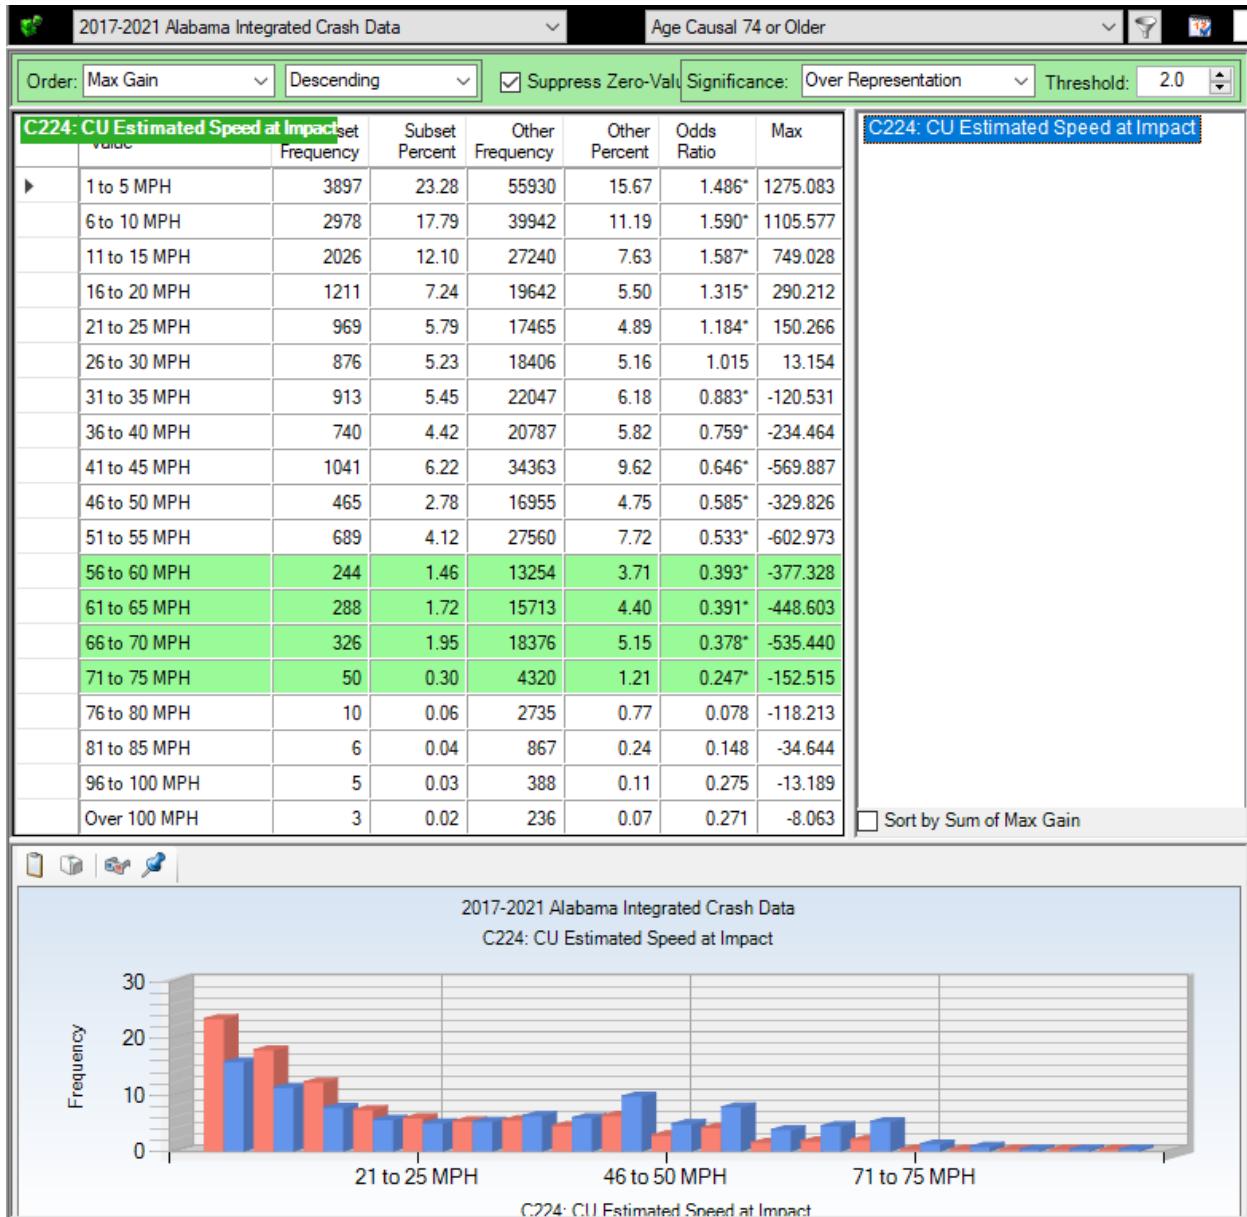 2017-2021 Alabama Integrated Crash Data Age Causal 74 or Older
Order: Max Gain Descending Suppress Zero-Valu Significance: Over Representation Threshold: 2.0
C224: CU Estimated Speed at Impact
set Frequency Subset Percent Other Frequency Other Percent Odds Ratio Max
C224: CU Estimated Speed at Impact
1 to 5 MPH 3897 23.28 55930 15.67 1.486* 1275.083
6 to 10 MPH 2978 17.79 39942 11.19 1.590* 1105.577
11 to 15 MPH 2026 12.10 27240 7.63 1.587* 749.028
16 to 20 MPH 1211 7.24 19642 5.50 1.315* 290.212
21 to 25 MPH 969 5.79 17465 4.89 1.184* 150.266
26 to 30 MPH 876 5.23 18406 5.16 1.015 13.154
31 to 35 MPH 913 5.45 22047 6.18 0.883* -120.531
36 to 40 MPH 740 4.42 20787 5.82 0.759* -234.464
41 to 45 MPH 1041 6.22 34363 9.62 0.646* -569.887
46 to 50 MPH 465 2.78 16955 4.75 0.585* -329.826
51 to 55 MPH 689 4.12 27560 7.72 0.533* -602.973
56 to 60 MPH 244 1.46 13254 3.71 0.393* -377.328
61 to 65 MPH 288 1.72 15713 4.40 0.391* -448.603
66 to 70 MPH 326 1.95 18376 5.15 0.378* -535.440
71 to 75 MPH 50 0.30 4320 1.21 0.247* -152.515
76 to 80 MPH 10 0.06 2735 0.77 0.078 -118.213
81 to 85 MPH 6 0.04 867 0.24 0.148 -34.644
96 to 100 MPH 5 0.03 388 0.11 0.275 -13.189
Over 100 MPH 3 0.02 236 0.07 0.271 -8.063
Sort by Sum of Max Gain
2017-2021 Alabama Integrated Crash Data
C224: CU Estimated Speed at Impact
30
20
10
0
Frequency
21 to 25 MPH 46 to 50 MPH 71 to 75 MPH
C224: CU Estimated Speed at Impact